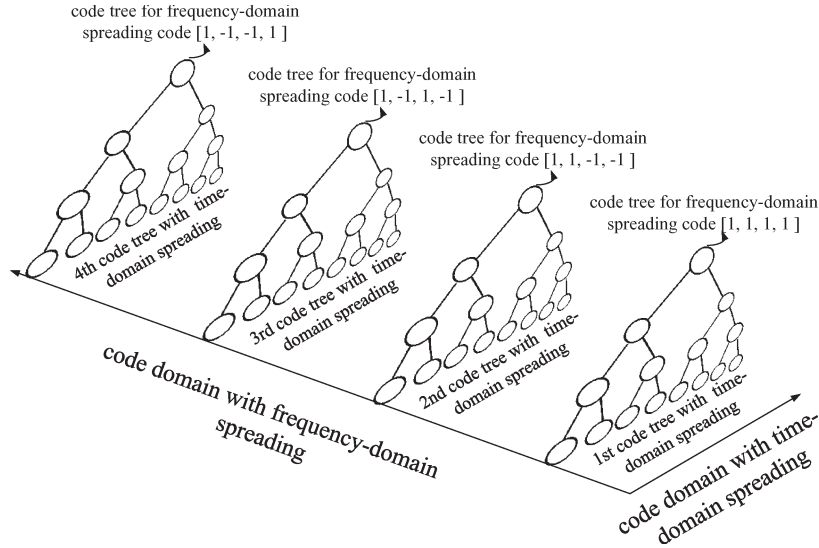 code tree for frequency-domain
spreading code [1, -1, -1, 1 ]
code tree for frequency-domain
spreading code [1, -1, 1, -1 ]
code tree for frequency-domain
spreading code [1, 1, -1, -1 ]
code tree for frequency-domain
spreading code [1, 1, 1, 1 ]
4th code tree with time-
domain spreading
3rd code tree with time-
domain spreading
2nd code tree with time-
domain spreading
1st code tree with time-
domain spreading
code domain with frequency-domain
spreading
code domain with time-
domain spreading